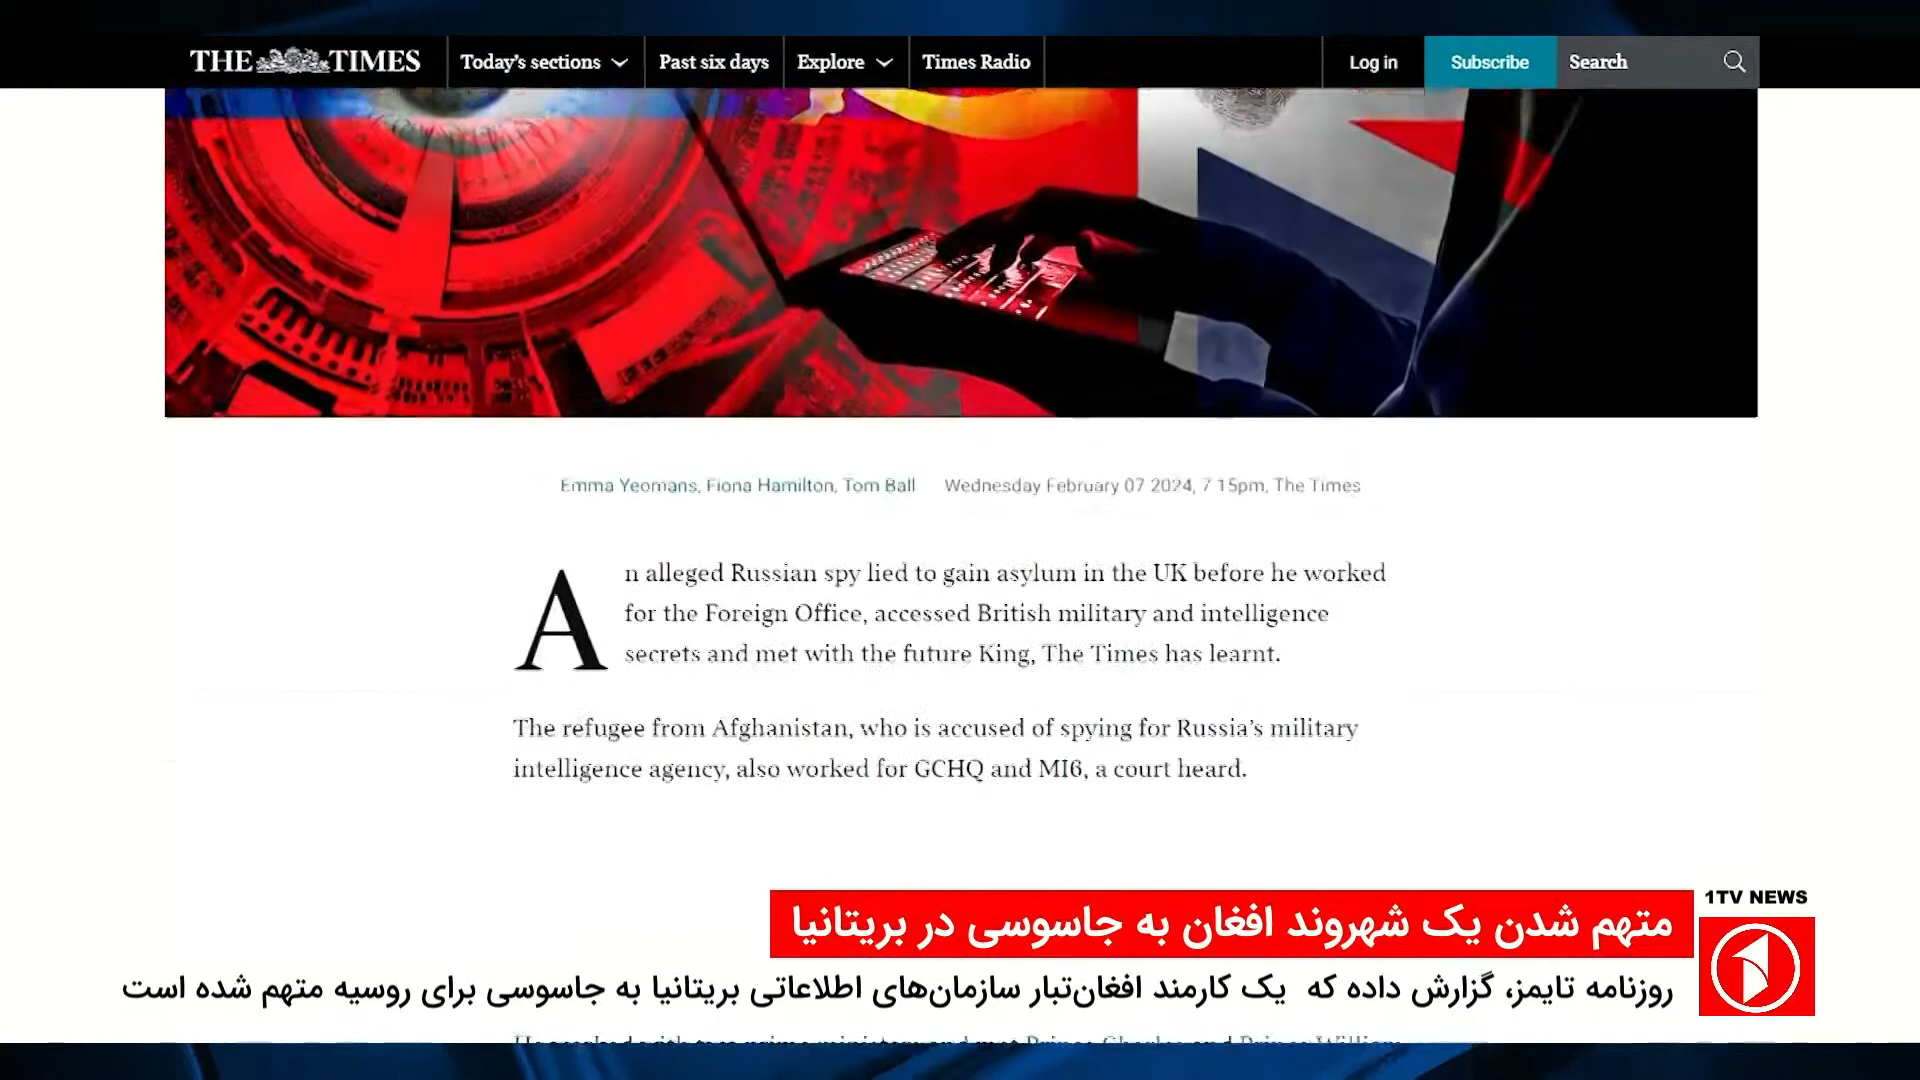 THE TIMES
Today's sections
Past six days
Explore
Times Radio
Log in
Subscribe
Search
Emma Yeomans, Fiona Hamilton, Tom Ball
Wednesday February 07 2024, 7 15pm, The Times
An alleged Russian spy lied to gain asylum in the UK before he worked
for the Foreign Office, accessed British military and intelligence
secrets and met with the future King, The Times has learnt.
The refugee from Afghanistan, who is accused of spying for Russia's military
intelligence agency, also worked for GCHQ and MI6, a court heard.
1TV NEWS
متهم شدن یک شهروند افغان به جاسوسی در بریتانیا
روزنامه تایمز، گزارش داده که یک کارمند افغان‌تبار سازمان‌های اطلاعاتی بریتانیا به جاسوسی برای روسیه متهم شده است